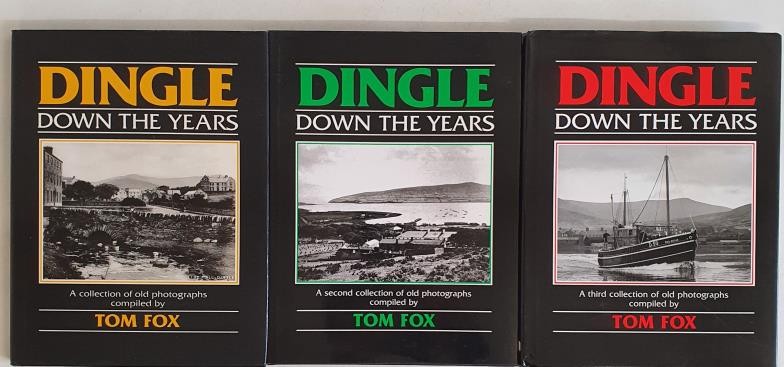 DINGLE
DOWN THE YEARS
A collection of old photographs
compiled by
TOM FOX
DINGLE
DOWN THE YEARS
A second collection of old photographs
compiled by
TOM FOX
DINGLE
DOWN THE YEARS
A third collection of old photographs
compiled by
TOM FOX